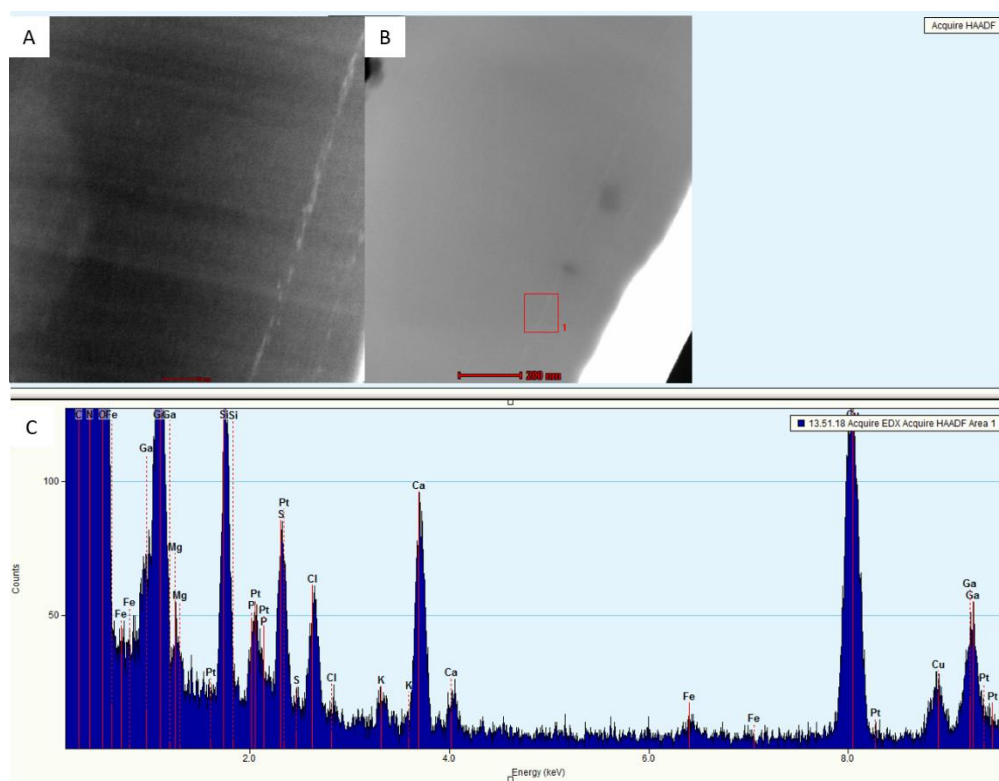 A
B
Acquire HAADF
1
200 nm
C
13.51.18 Acquire EDX Acquire HAADF Area 1
C N O Fe Ga Si Si Cu
Ga
Pt
S
Ca
Mg
Cl
Pt
P
Pt
P
Fe
Fe
Mg
Pt
S
Cl
K
K
Ca
Fe
Fe
Cu
Pt
Ga
Ga
Pt
Pt
Counts
100
50
2.0 4.0 6.0 8.0
Energy (keV)